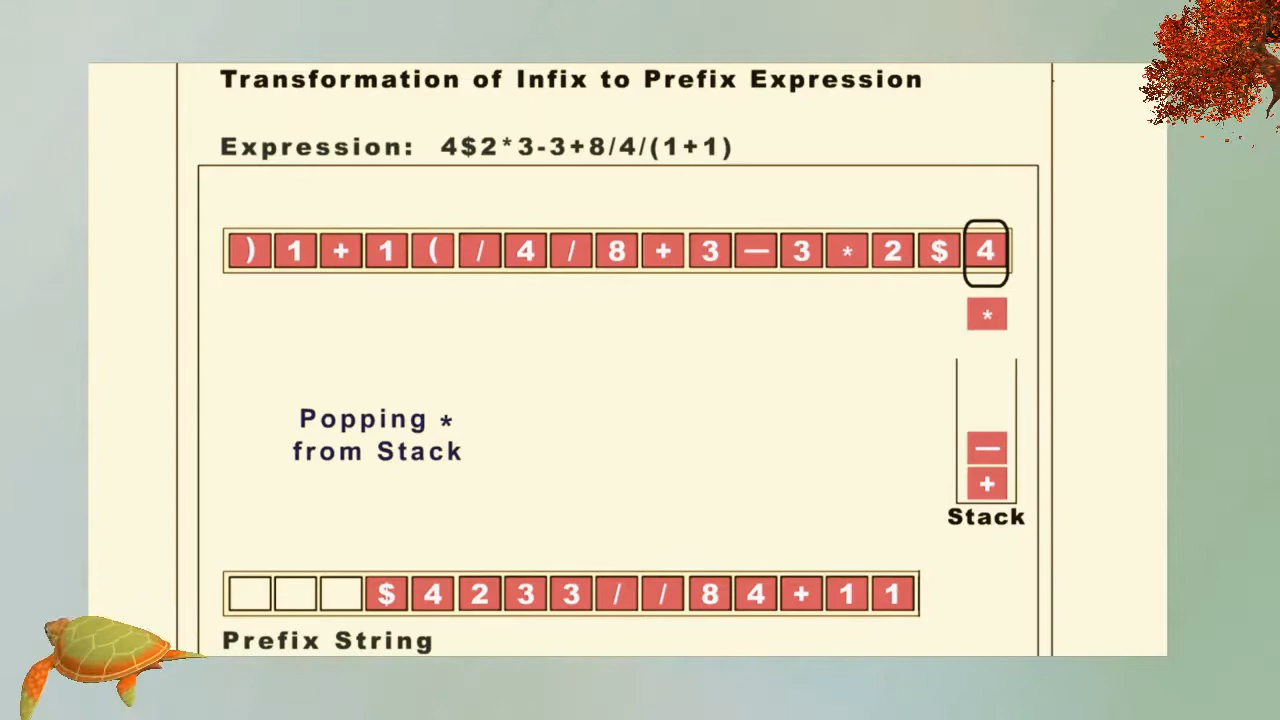 Transformation of Infix to Prefix Expression
Expression: 4$2*3-3+8/4/(1+1)
) 1 + 1 ( / 4 / 8 + 3 — 3 * 2 $ 4
*
Popping *
from Stack
—
+
Stack
$ 4 2 3 3 / / 8 4 + 1 1
Prefix String